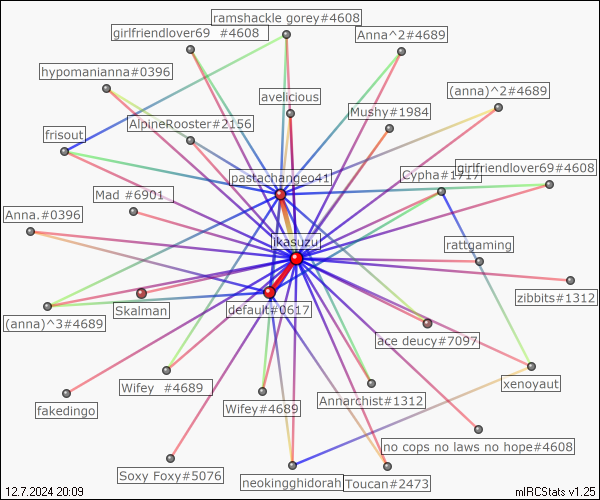 ramshackle gorey#4608
girlfriendlover69 #4608
Anna^2#4689
hypomanianna#0396
(anna)^2#4689
avelicious
Mushy#1984
AlpineRooster#2156
frisout
girlfriendlover69#4608
Cypha#1717
pastachangeo41
Mad #6901
Anna.#0396
ikasuzu
rattgaming
zibbits#1312
Skalman
default#0617
(anna)^3#4689
ace deucy#7097
Wifey #4689
xenoyaut
Annarchist#1312
Wifey#4689
fakedingo
no cops no laws no hope#4608
Soxy Foxy#5076
neokingghidorah
Toucan#2473
12.7.2024 20:09
mIRCStats v1.25